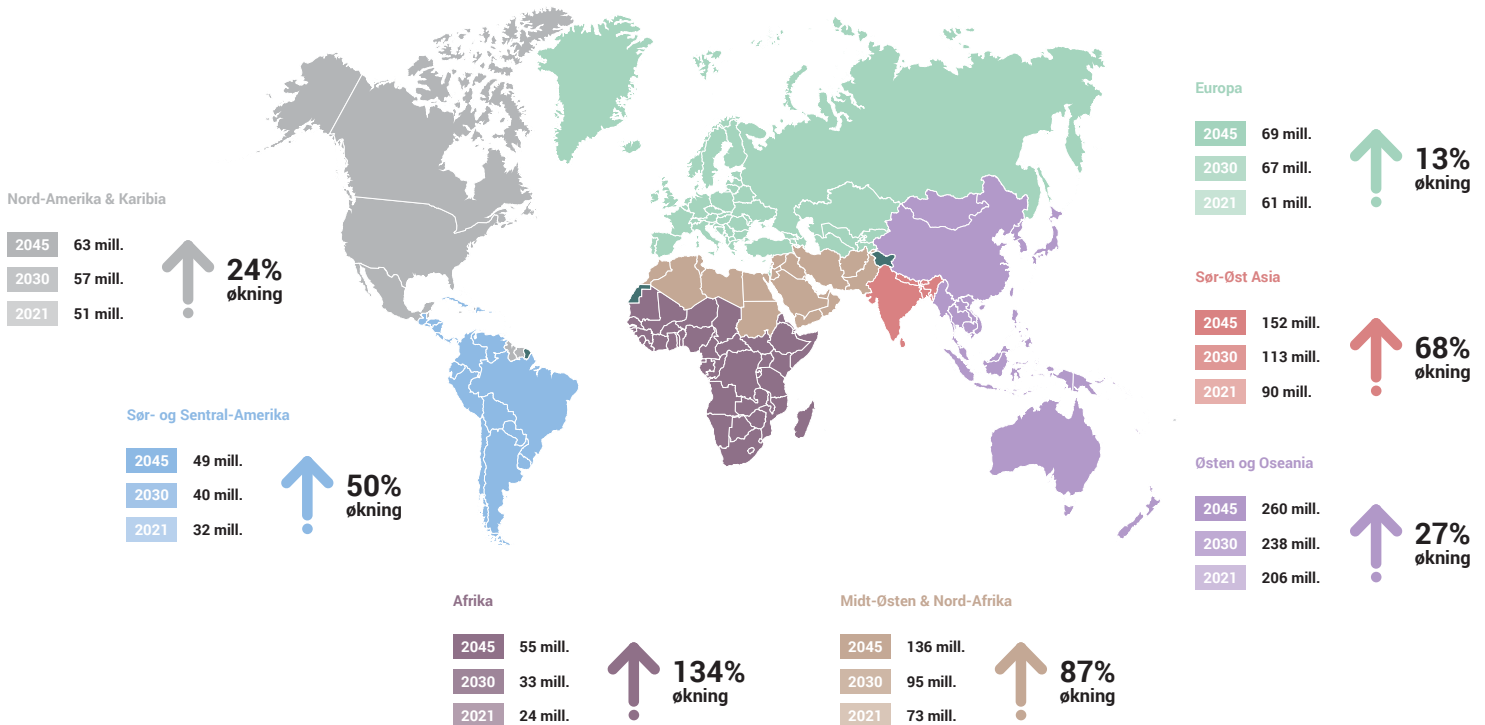 Nord-Amerika & Karibia
2045 63 mill.
2030 57 mill.
2021 51 mill.
24%
økning
Sør- og Sentral-Amerika
2045 49 mill.
2030 40 mill.
2021 32 mill.
50%
økning
Afrika
2045 55 mill.
2030 33 mill.
2021 24 mill.
134%
økning
Midt-Østen & Nord-Afrika
2045 136 mill.
2030 95 mill.
2021 73 mill.
87%
økning
Europa
2045 69 mill.
2030 67 mill.
2021 61 mill.
13%
økning
Sør-Øst Asia
2045 152 mill.
2030 113 mill.
2021 90 mill.
68%
økning
Østen og Oseania
2045 260 mill.
2030 238 mill.
2021 206 mill.
27%
økning